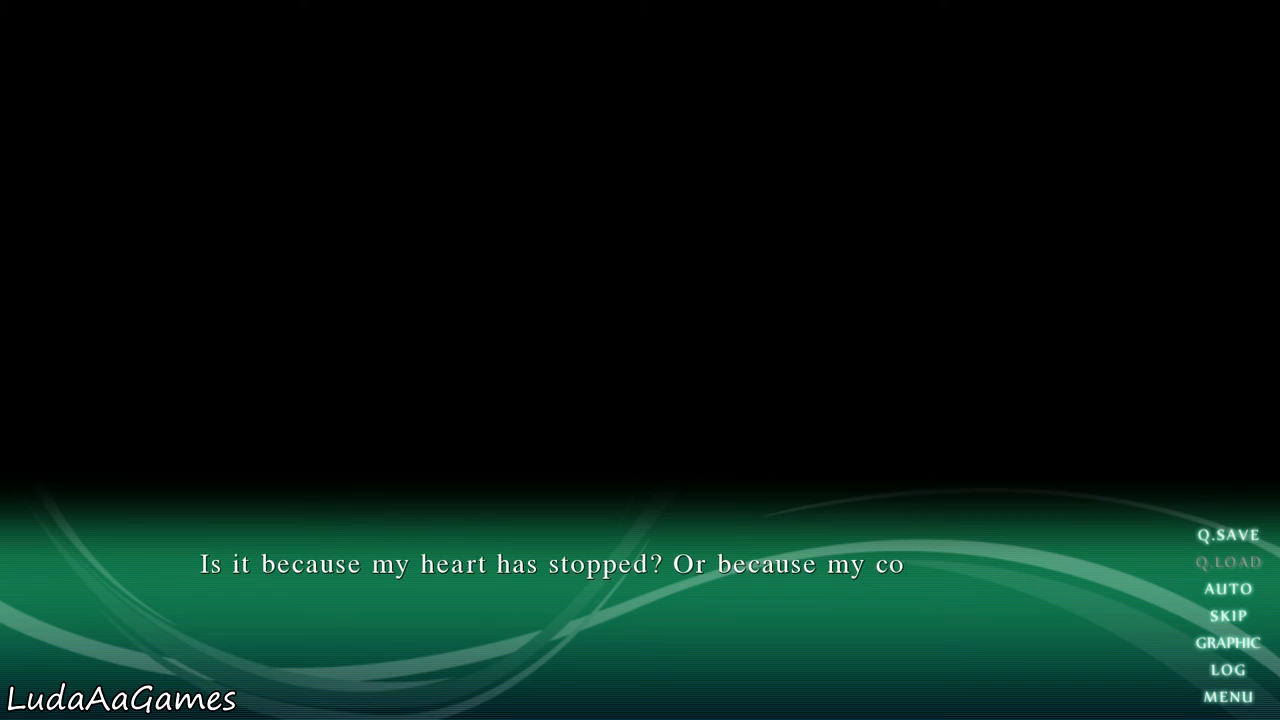 Is it because my heart has stopped? Or because my co
Q.SAVE
Q.LOAD
AUTO
SKIP
GRAPHIC
LOG
MENU
LudaAaGames